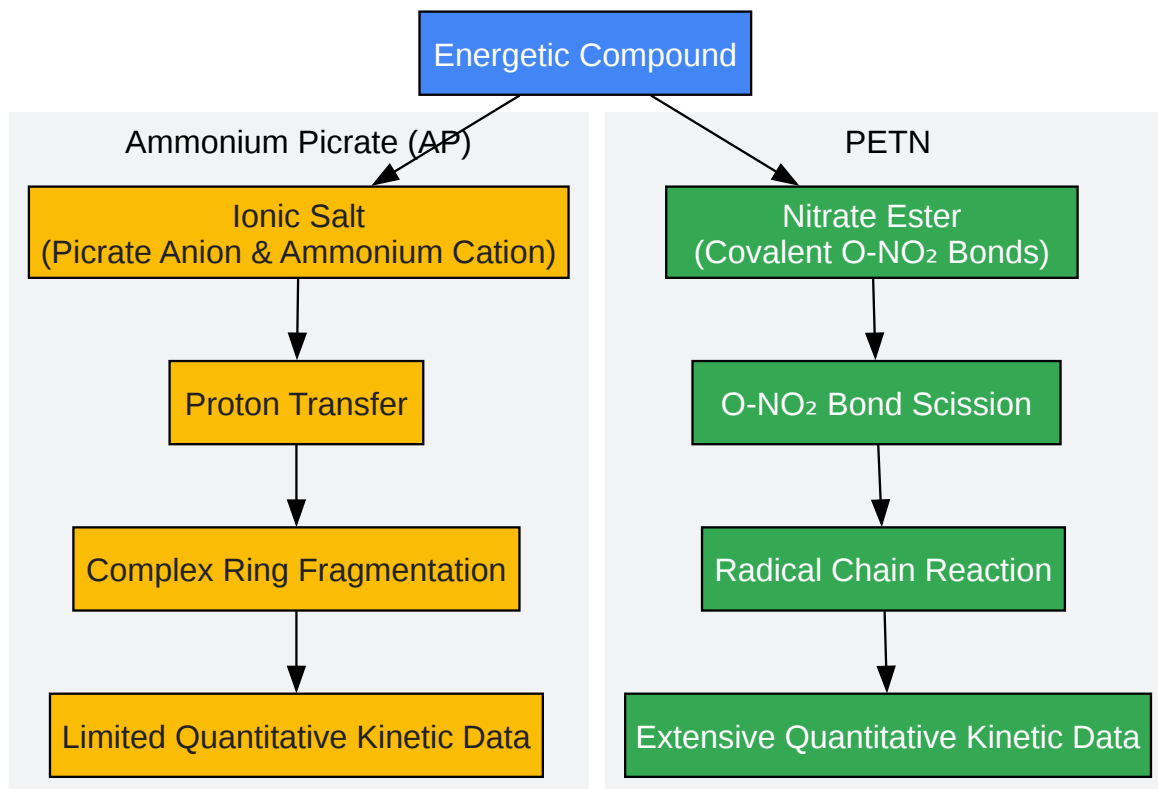 Energetic Compound
Ammonium Picrate (AP)
Ionic Salt
(Picrate Anion & Ammonium Cation)
Proton Transfer
Complex Ring Fragmentation
Limited Quantitative Kinetic Data
PETN
Nitrate Ester
(Covalent O-NO₂ Bonds)
O-NO₂ Bond Scission
Radical Chain Reaction
Extensive Quantitative Kinetic Data